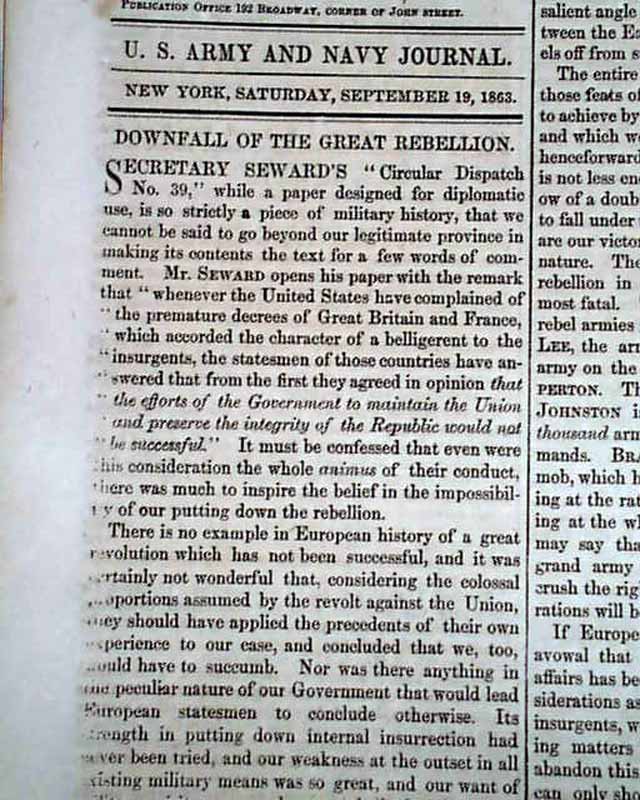 PUBLICATION OFFICE 192 BROADWAY, CORNER OF JOHN STREET.
U. S. ARMY AND NAVY JOURNAL.
NEW YORK, SATURDAY, SEPTEMBER 19, 1863.
DOWNFALL OF THE GREAT REBELLION.
SECRETARY SEWARD'S "Circular Dispatch
No. 39," while a paper designed for diplomatic
use, is so strictly a piece of military history, that we
cannot be said to go beyond our legitimate province in
making its contents the text for a few words of com-
ment. Mr. SEWARD opens his paper with the remark
that "whenever the United States have complained of
"the premature decrees of Great Britain and France,
"which accorded the character of a belligerent to the
"insurgents, the statesmen of those countries have an-
"swered that from the first they agreed in opinion that
"the efforts of the Government to maintain the Union
"and preserve the integrity of the Republic would not
"be successful." It must be confessed that even were
this consideration the whole animus of their conduct,
there was much to inspire the belief in the impossibil-
ity of our putting down the rebellion.
There is no example in European history of a great
revolution which has not been successful, and it was
certainly not wonderful that, considering the colossal
proportions assumed by the revolt against the Union,
they should have applied the precedents of their own
experience to our case, and concluded that we, too,
would have to succumb. Nor was there anything in
the peculiar nature of our Government that would lead
European statesmen to conclude otherwise. Its
strength in putting down internal insurrection had
never been tried, and our weakness at the outset in all
existing military means was so great, and our want of
salient angle
tween the Ea
els off from s
The entire
those feats of
to achieve by
and which we
henceforward
is not less en
ow of a doub
to fall under
are our victor
nature. The
rebellion in
most fatal.
rebel armies
LEE, the arm
army on the
PERTON. Th
JOHNSTON is
thousand arm
mands. BRA
mob, which h
ing at the rat
ing at the wh
may say tha
grand army
crush the rig
rations will b
If Europe
avowal that
affairs has be
siderations as
insurgents, w
ing matters
abandon this
can only sho